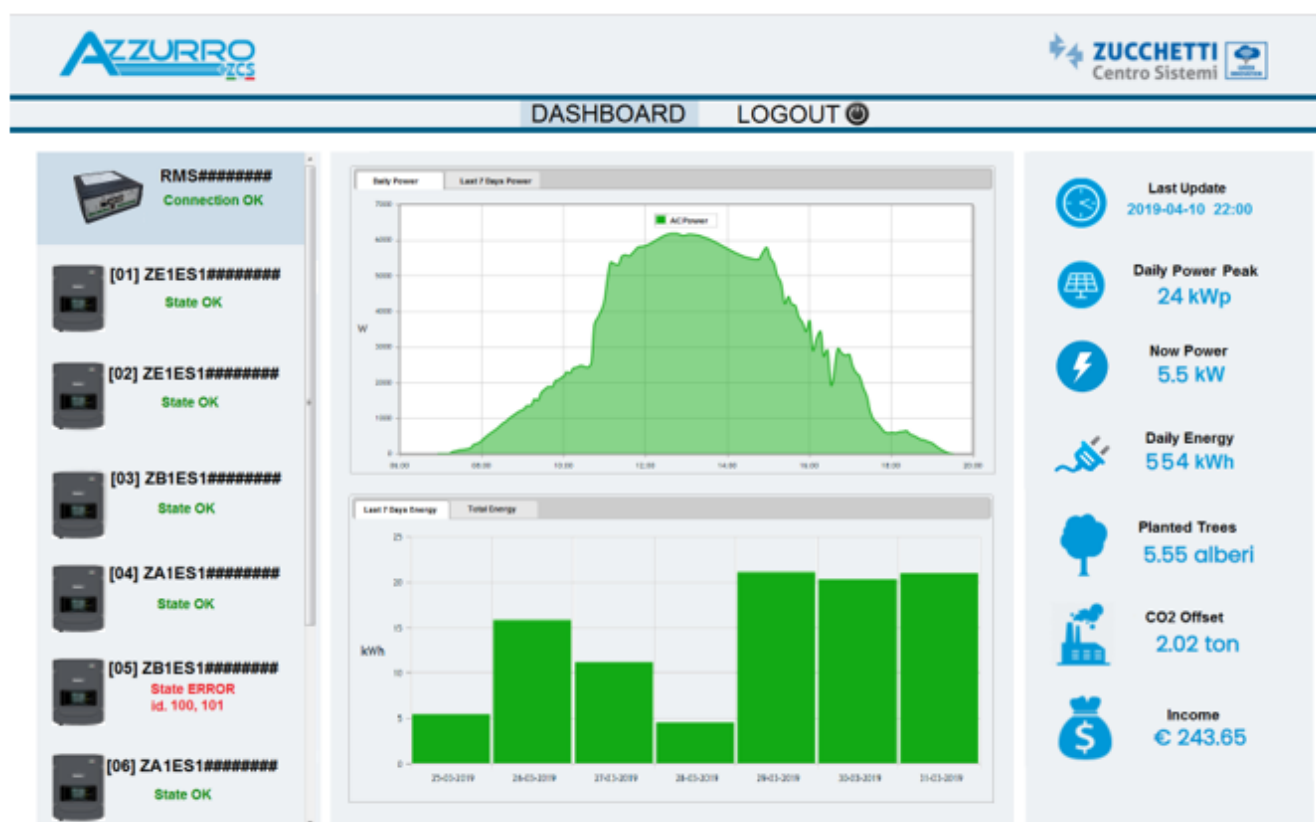 AZZURRO
ZCS
ZUCCHETTI
Centro Sistemi
DASHBOARD
LOGOUT
RMS########
Connection OK
[01] ZE1ES1########
State OK
[02] ZE1ES1########
State OK
[03] ZB1ES1########
State OK
[04] ZA1ES1########
State OK
[05] ZB1ES1########
State ERROR
id. 100, 101
[06] ZA1ES1########
State OK
Daily Power
Last 7 Days Power
AC Power
7000
6000
5000
4000
W
3000
2000
1000
0
06:00 08:00 10:00 12:00 14:00 16:00 18:00 20:00
Last 7 Days Energy
Total Energy
25
20
15
kWh
10
5
0
25-03-2019 26-03-2019 27-03-2019 28-03-2019 29-03-2019 30-03-2019 31-03-2019
Last Update
2019-04-10 22:00
Daily Power Peak
24 kWp
Now Power
5.5 kW
Daily Energy
554 kWh
Planted Trees
5.55 alberi
CO2 Offset
2.02 ton
Income
€ 243.65